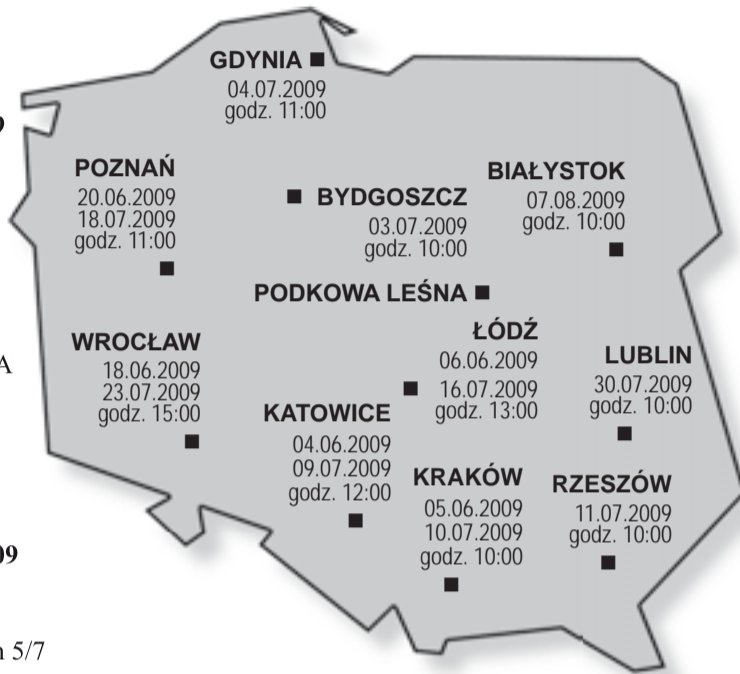 GDYNIA
04.07.2009
godz. 11:00
POZNAŃ
20.06.2009
18.07.2009
godz. 11:00
BYDGOSZCZ
03.07.2009
godz. 10:00
BIAŁYSTOK
07.08.2009
godz. 10:00
PODKOWA LEŚNA
WROCŁAW
18.06.2009
23.07.2009
godz. 15:00
ŁÓDŹ
06.06.2009
16.07.2009
godz. 13:00
LUBLIN
30.07.2009
godz. 10:00
KATOWICE
04.06.2009
09.07.2009
godz. 12:00
KRAKÓW
05.06.2009
10.07.2009
godz. 10:00
RZESZÓW
11.07.2009
godz. 10:00
A
09
5/7